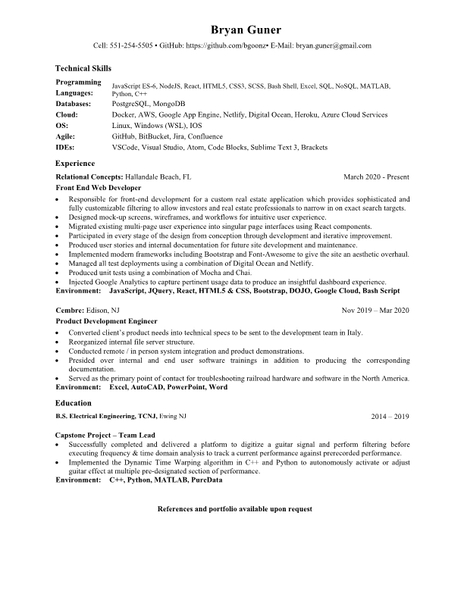 Bryan Guner
Cell: 551-254-5505 • GitHub: https://github/bgoonz• E-Mail: bryan.guner@gmail.com
Technical Skills
Programming Languages: JavaScript ES-6, NodeJS, React, HTML5, CSS3, SCSS, Bash Shell, Excel, SQL, NoSQL, MATLAB,
Python, C++
Databases: PostgreSQL, MongoDB
Cloud: Docker, AWS, Google App Engine, Netlify, Digital Ocean, Heroku, Azure Cloud Services
OS: Linux, Windows (WSL), IOS
Agile: GitHub, BitBucket, Jira, Confluence
IDEs: VSCode, Visual Studio, Atom, Code Blocks, Sublime Text 3, Brackets
Experience
Relational Concepts: Hallandale Beach, FL March 2020 - Present
Front End Web Developer
• Responsible for front-end development for a custom real estate application which provides sophisticated and
fully customizable filtering to allow investors and real estate professionals to narrow in on exact search targets.
• Designed mock-up screens, wireframes, and workflows for intuitive user experience.
• Migrated existing multi-page user experience into singular page interfaces using React components.
• Participated in every stage of the design from conception through development and iterative improvement.
• Produced user stories and internal documentation for future site development and maintenance.
• Implemented modern frameworks including Bootstrap and Font-Awesome to give the site an aesthetic overhaul.
• Managed all test deployments using a combination of Digital Ocean and Netlify.
• Produced unit tests using a combination of Mocha and Chai.
• Injected Google Analytics to capture pertinent usage data to produce an insightful dashboard experience.
Environment: JavaScript, JQuery, React, HTML5 & CSS, Bootstrap, DOJO, Google Cloud, Bash Script
Cembre: Edison, NJ Nov 2019 – Mar 2020
Product Development Engineer
• Converted client's product needs into technical specs to be sent to the development team in Italy.
• Reorganized internal file server structure.
• Conducted remote / in person system integration and product demonstrations.
• Presided over internal and end user software trainings in addition to producing the corresponding
documentation.
• Served as the primary point of contact for troubleshooting railroad hardware and software in the North America.
Environment: Excel, AutoCAD, PowerPoint, Word
Education
B.S. Electrical Engineering, TCNJ, Ewing NJ 2014 – 2019
Capstone Project – Team Lead
• Successfully completed and delivered a platform to digitize a guitar signal and perform filtering before
executing frequency & time domain analysis to track a current performance against prerecorded performance.
• Implemented the Dynamic Time Warping algorithm in C++ and Python to autonomously activate or adjust
guitar effect at multiple pre-designated section of performance.
Environment: C++, Python, MATLAB, PureData
References and portfolio available upon request